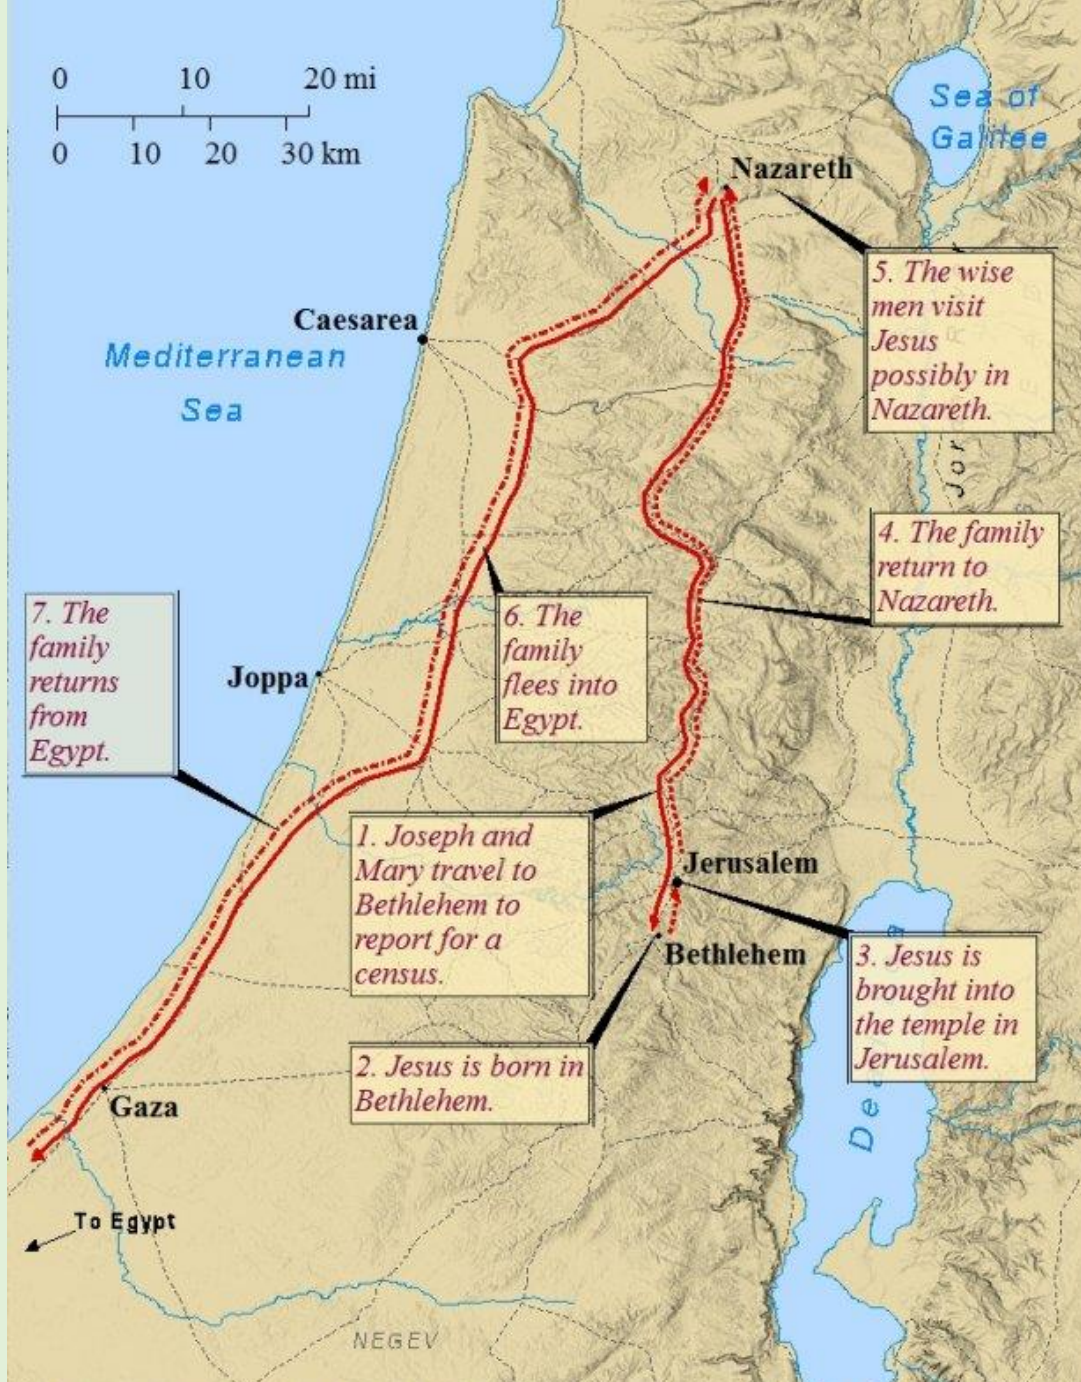 0 10 20 mi
0 10 20 30 km
Sea of
Galilee
Nazareth
5. The wise
men visit
Jesus
possibly in
Nazareth.
Caesarea
Mediterranean
Sea
Jor
4. The family
return to
Nazareth.
7. The
family
returns
from
Egypt.
6. The
family
flees into
Egypt.
Joppa
1. Joseph and
Mary travel to
Bethlehem to
report for a
census.
Jerusalem
Bethlehem
3. Jesus is
brought into
the temple in
Jerusalem.
2. Jesus is born in
Bethlehem.
Gaza
De
To Egypt
NEGEV